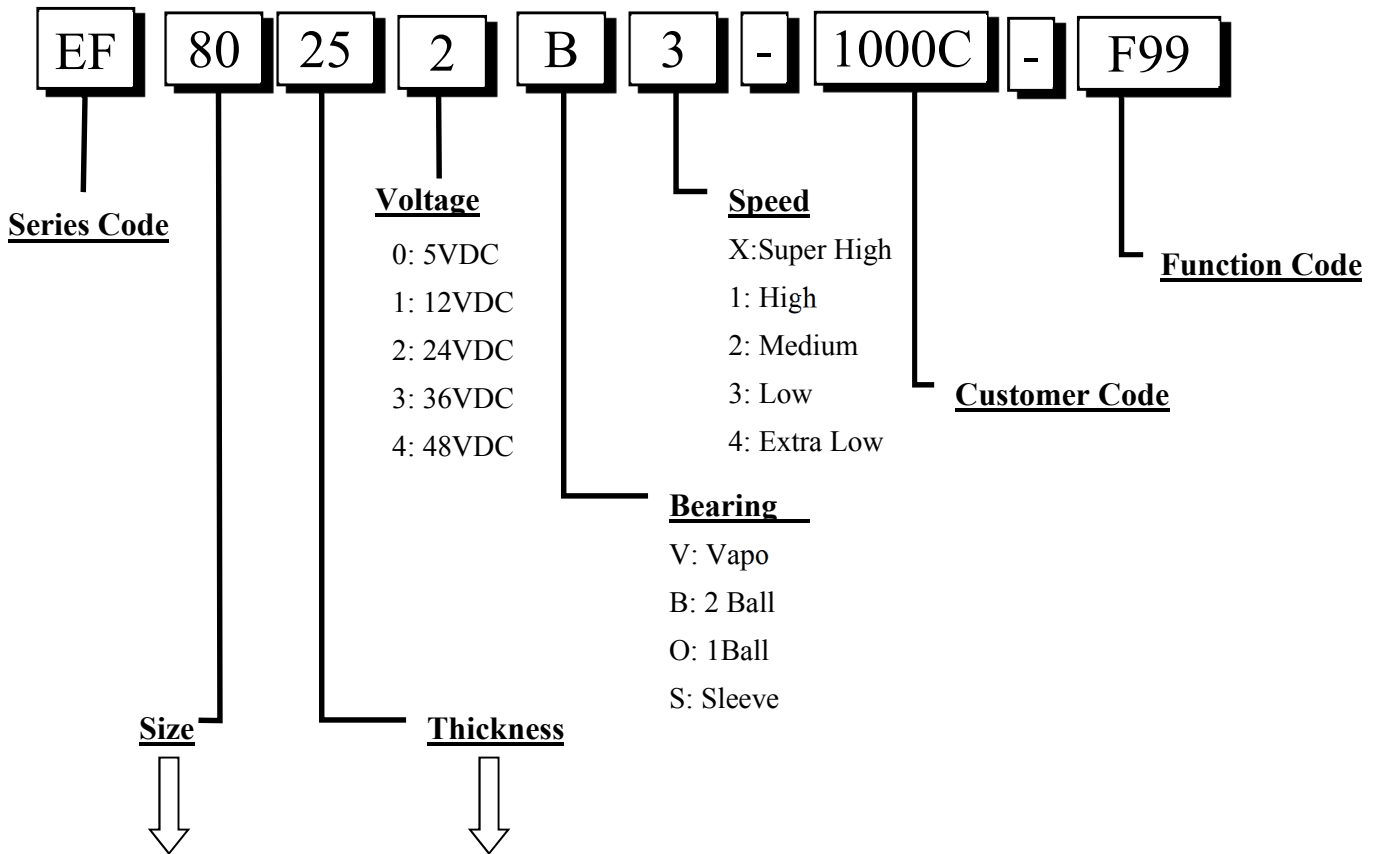 EF 80 25 2 B 3 - 1000C - F99
Series Code
Voltage
0: 5VDC
1: 12VDC
2: 24VDC
3: 36VDC
4: 48VDC
Speed
X:Super High
1: High
2: Medium
3: Low
4: Extra Low
Function Code
Customer Code
Bearing
V: Vapo
B: 2 Ball
O: 1Ball
S: Sleeve
Size
Thickness